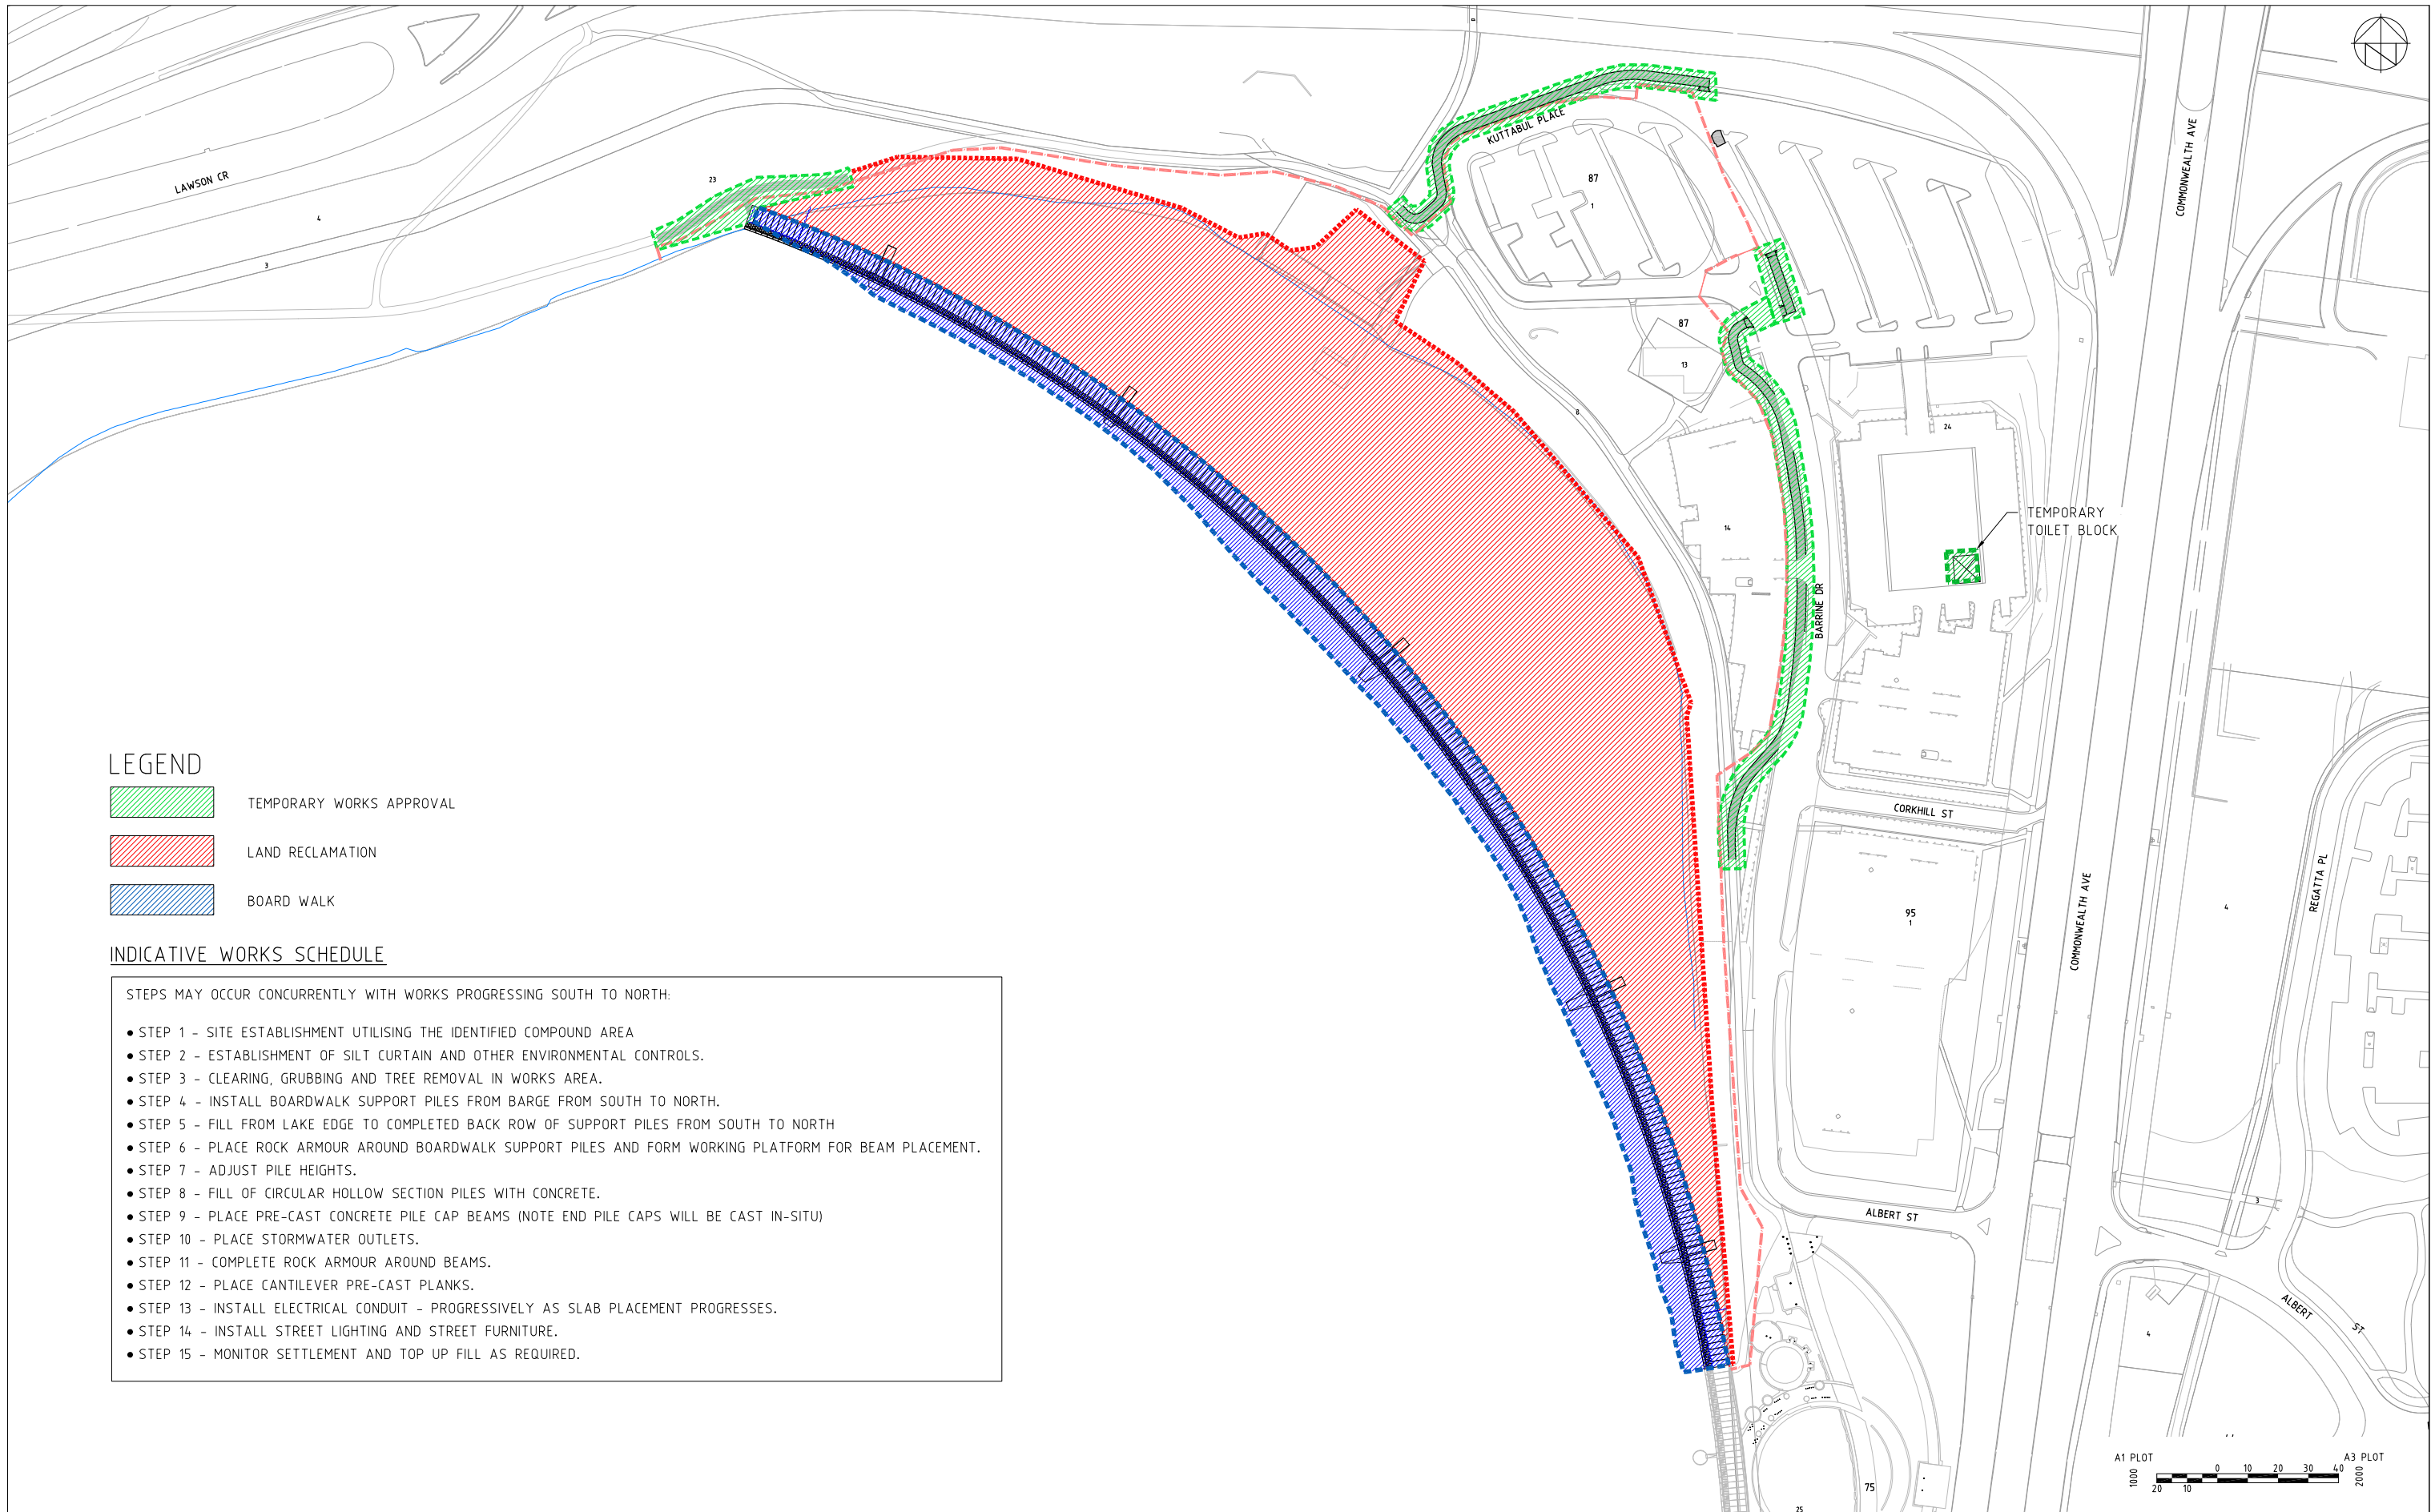 LAWSON CR
4
3
23
8
KUTTABUL PLACE
87
1
87
13
8
14
24
COMMONWEALTH AVE
TEMPORARY
TOILET BLOCK
BARRINE DR
CORKHILL ST
95
1
COMMONWEALTH AVE
REGATTA PL
4
3
ALBERT ST
ALBERT
ST
4
75
25
LEGEND
TEMPORARY WORKS APPROVAL
LAND RECLAMATION
BOARD WALK
INDICATIVE WORKS SCHEDULE
STEPS MAY OCCUR CONCURRENTLY WITH WORKS PROGRESSING SOUTH TO NORTH:
• STEP 1 - SITE ESTABLISHMENT UTILISING THE IDENTIFIED COMPOUND AREA
• STEP 2 - ESTABLISHMENT OF SILT CURTAIN AND OTHER ENVIRONMENTAL CONTROLS.
• STEP 3 - CLEARING, GRUBBING AND TREE REMOVAL IN WORKS AREA.
• STEP 4 - INSTALL BOARDWALK SUPPORT PILES FROM BARGE FROM SOUTH TO NORTH.
• STEP 5 - FILL FROM LAKE EDGE TO COMPLETED BACK ROW OF SUPPORT PILES FROM SOUTH TO NORTH
• STEP 6 - PLACE ROCK ARMOUR AROUND BOARDWALK SUPPORT PILES AND FORM WORKING PLATFORM FOR BEAM PLACEMENT.
• STEP 7 - ADJUST PILE HEIGHTS.
• STEP 8 - FILL OF CIRCULAR HOLLOW SECTION PILES WITH CONCRETE.
• STEP 9 - PLACE PRE-CAST CONCRETE PILE CAP BEAMS (NOTE END PILE CAPS WILL BE CAST IN-SITU)
• STEP 10 - PLACE STORMWATER OUTLETS.
• STEP 11 - COMPLETE ROCK ARMOUR AROUND BEAMS.
• STEP 12 - PLACE CANTILEVER PRE-CAST PLANKS.
• STEP 13 - INSTALL ELECTRICAL CONDUIT - PROGRESSIVELY AS SLAB PLACEMENT PROGRESSES.
• STEP 14 - INSTALL STREET LIGHTING AND STREET FURNITURE.
• STEP 15 - MONITOR SETTLEMENT AND TOP UP FILL AS REQUIRED.
A1 PLOT
A3 PLOT
1000
0 10 20 30 40
2000
20 10